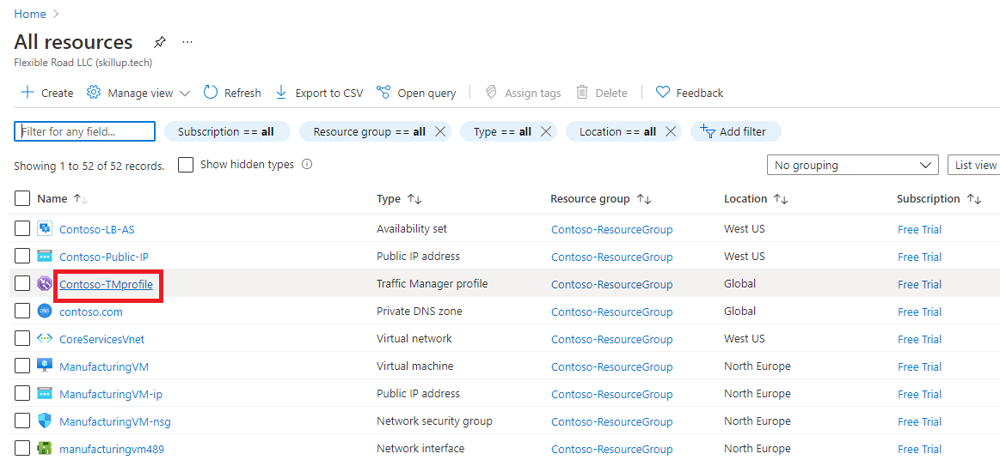 Home
All resources
Flexible Road LLC (skillup.tech)
Create Manage view Refresh Export to CSV Open query Assign tags Delete Feedback
Filter for any field... Subscription == all Resource group == all Type == all Location == all Add filter
Showing 1 to 52 of 52 records. Show hidden types No grouping List view
Name Type Resource group Location Subscription
Contoso-LB-AS Availability set Contoso-ResourceGroup West US Free Trial
Contoso-Public-IP Public IP address Contoso-ResourceGroup West US Free Trial
Contoso-TMprofile Traffic Manager profile Contoso-ResourceGroup Global Free Trial
DNS contoso.com Private DNS zone Contoso-ResourceGroup Global Free Trial
CoreServicesVnet Virtual network Contoso-ResourceGroup West US Free Trial
ManufacturingVM Virtual machine Contoso-ResourceGroup North Europe Free Trial
ManufacturingVM-ip Public IP address Contoso-ResourceGroup North Europe Free Trial
ManufacturingVM-nsg Network security group Contoso-ResourceGroup North Europe Free Trial
manufacturingvm489 Network interface Contoso-ResourceGroup North Europe Free Trial